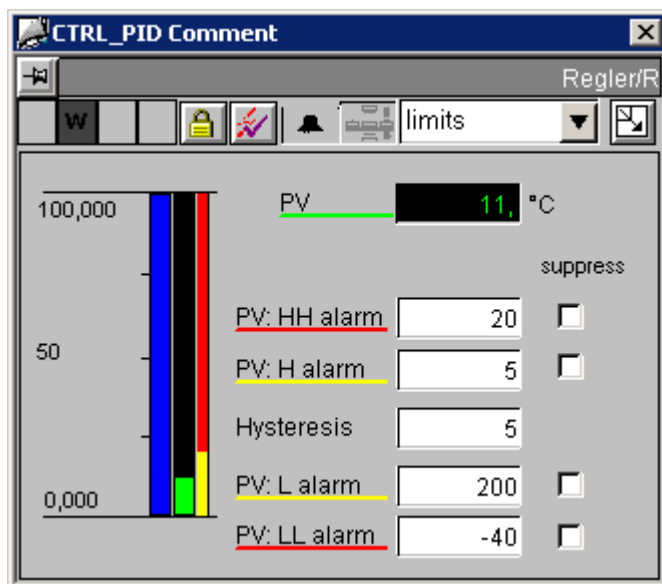 CTRL_PID Comment
Regler/R
W
limits
100,000
PV
11,
°C
suppress
PV: HH alarm
20
50
PV: H alarm
5
Hysteresis
5
PV: L alarm
200
0,000
PV: LL alarm
-40